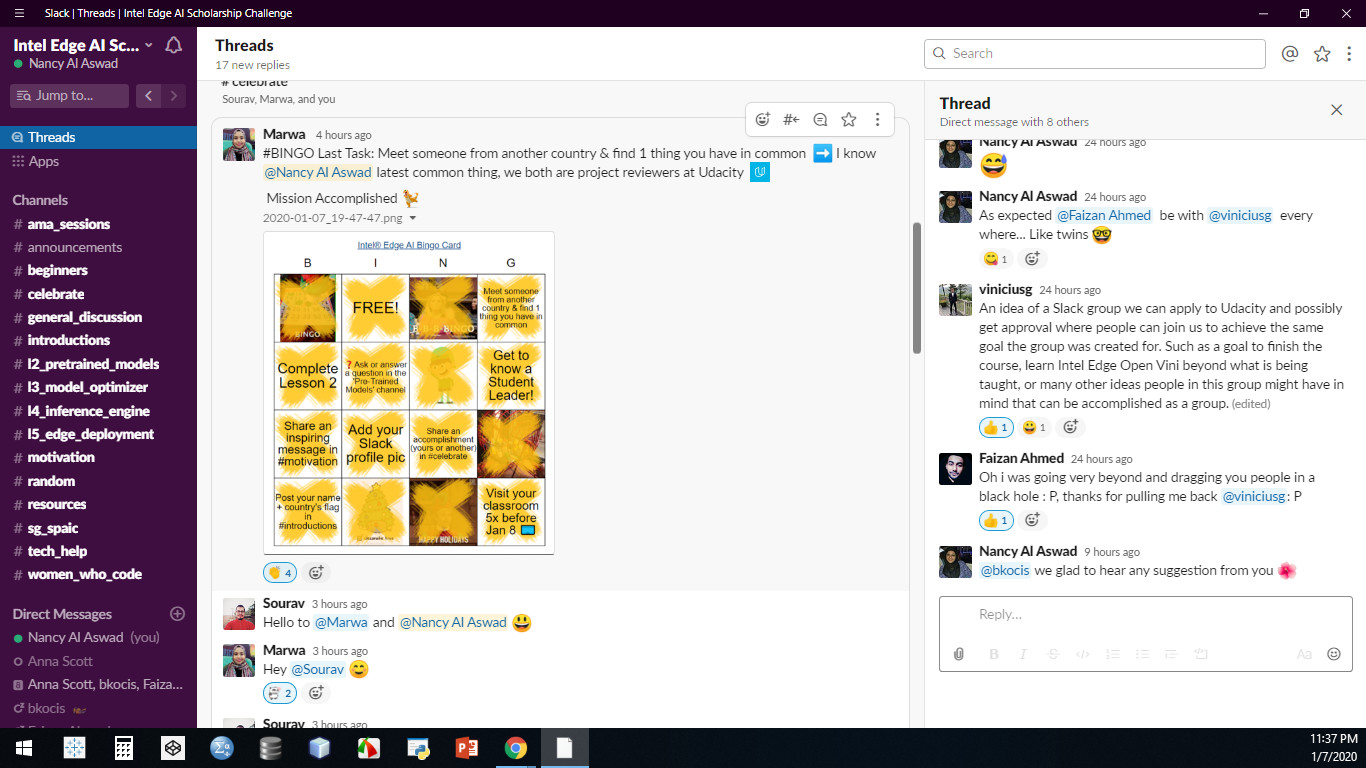 Slack | Threads | Intel Edge AI Scholarship Challenge
Intel Edge AI Sc...
Nancy Al Aswad
Jump to...
Threads
Apps
Channels
# ama_sessions
# announcements
# beginners
# celebrate
# general_discussion
# introductions
# l2_pretrained_models
# l3_model_optimizer
# l4_inference_engine
# l5_edge_deployment
# motivation
# random
# resources
# sg_spaic
# tech_help
# women_who_code
Direct Messages
Nancy Al Aswad (you)
Anna Scott
Anna Scott, bkocis, Faiza...
bkocis
Threads
17 new replies
Search
# celebrate
Sourav, Marwa, and you
Marwa 4 hours ago
#BINGO Last Task: Meet someone from another country & find 1 thing you have in common ➡️ I know
@Nancy Al Aswad latest common thing, we both are project reviewers at Udacity
Mission Accomplished
2020-01-07_19-47-47.png
Intel® Edge AI Bingo Card
B I N G
BINGO
FREE!
B-B-A-BINGO
Meet someone
from another
country & find 1
thing you have in
common
Complete
Lesson 2
❓ Ask or answer
a question in the
'Pre-Trained
Models' channel
Get to
know a
Student
Leader!
Share an
inspiring
message in
#motivation
Add your
Slack
profile pic
Share an
accomplishment
(yours or another)
in #celebrate
Post your name
+ country's flag
in
#introductions
HAPPY HOLIDAYS
Visit your
classroom
5x before
Jan 8
4
Sourav 3 hours ago
Hello to @Marwa and @Nancy Al Aswad 😃
Marwa 3 hours ago
Hey @Sourav 😊
2
Sourav 3 hours ago
Thread
Direct message with 8 others
Nancy Al Aswad 24 hours ago
😅
Nancy Al Aswad 24 hours ago
As expected @Faizan Ahmed be with @viniciusg every
where... Like twins 🤓
😋 1
viniciusg 24 hours ago
An idea of a Slack group we can apply to Udacity and possibly
get approval where people can join us to achieve the same
goal the group was created for. Such as a goal to finish the
course, learn Intel Edge Open Vini beyond what is being
taught, or many other ideas people in this group might have in
mind that can be accomplished as a group. (edited)
👍 1 😃 1
Faizan Ahmed 24 hours ago
Oh i was going very beyond and dragging you people in a
black hole : P, thanks for pulling me back @viniciusg : P
👍 1
Nancy Al Aswad 9 hours ago
@bkocis we glad to hear any suggestion from you 🌺
Reply...
B I S </> Aa
11:37 PM
1/7/2020